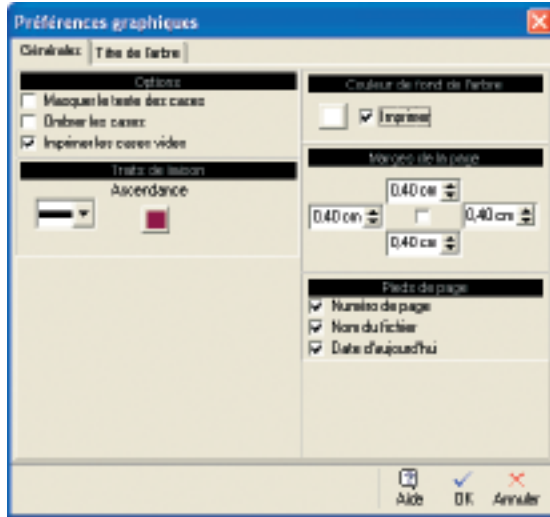 Préférences graphiques
Générales
Titre de l'arbre
Options
Masquer le texte des cases
Ombrer les cases
Imprimer les cases vides
Traits de liaison
Ascendance
Couleur de fond de l'arbre
Imprimer
Marges de la page
0.40 cm
0.40 cm
0,40 cm
0,40 cm
Pieds de page
Numéro de page
Nom du fichier
Date d'aujourd'hui
Aide
OK
Annuler